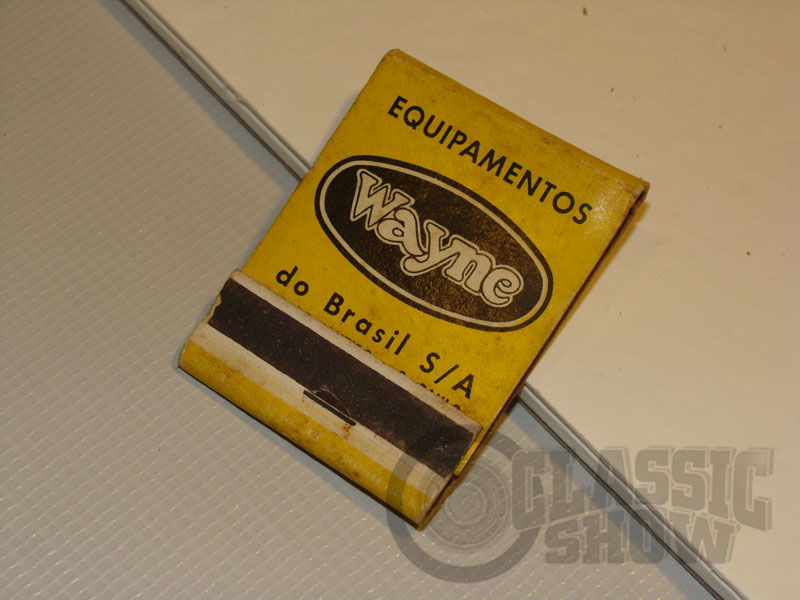 EQUIPAMENTOS
Wayne
do Brasil S/A
CLASSIC
SHOW